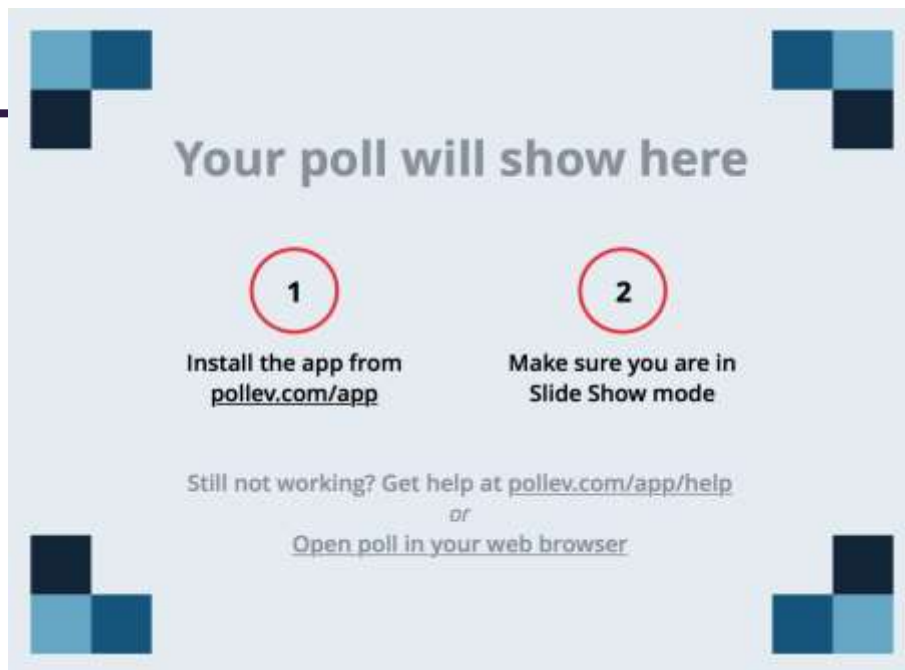 Your poll will show here
1
Install the app from
pollev.com/app
2
Make sure you are in
Slide Show mode
Still not working? Get help at pollev.com/app/help
or
Open poll in your web browser